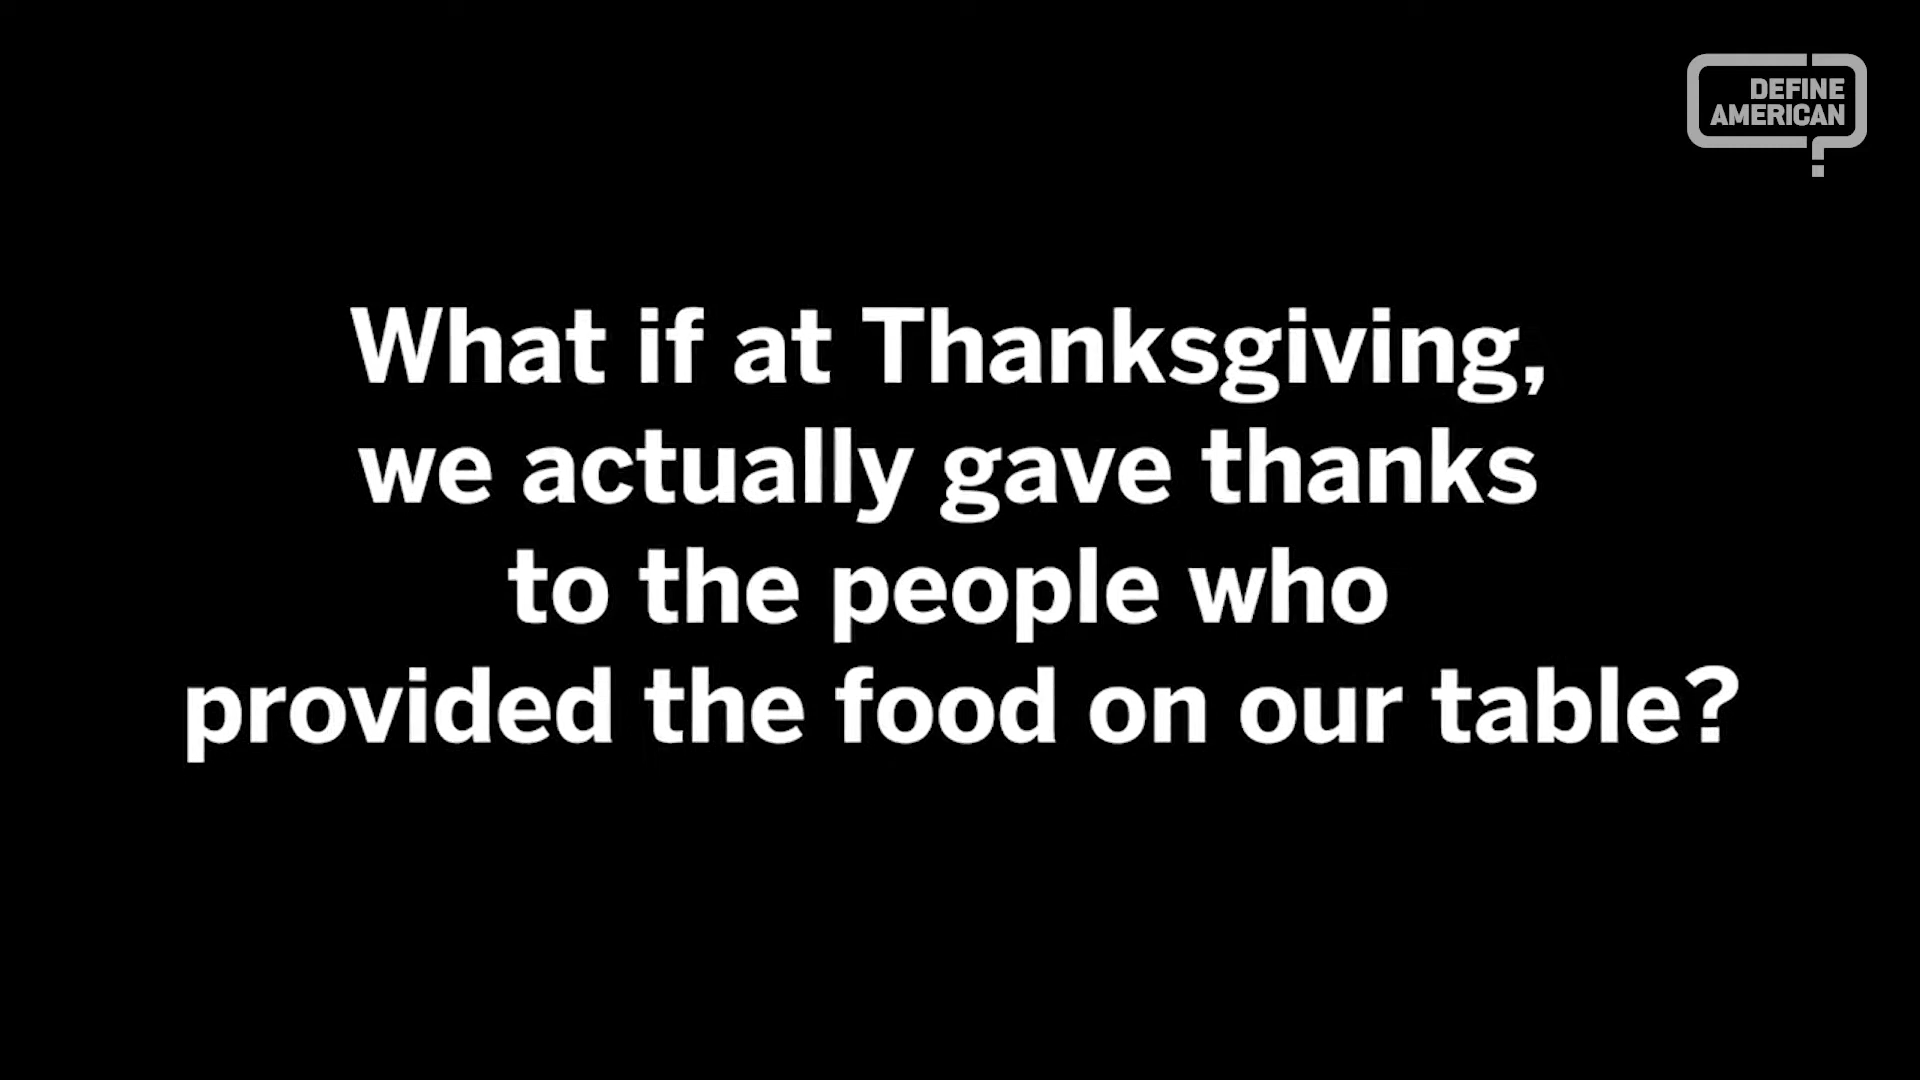 DEFINE
AMERICAN
What if at Thanksgiving,
we actually gave thanks
to the people who
provided the food on our table?